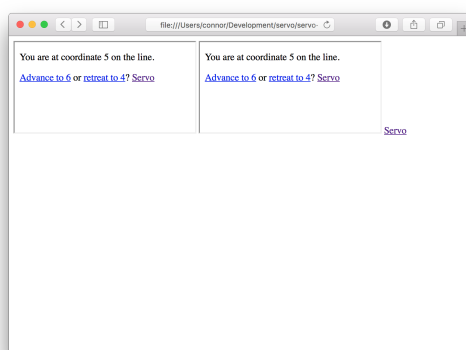 file:///Users/connor/Development/servo/servo-
You are at coordinate 5 on the line.
Advance to 6 or retreat to 4? Servo
You are at coordinate 5 on the line.
Advance to 6 or retreat to 4? Servo
Servo